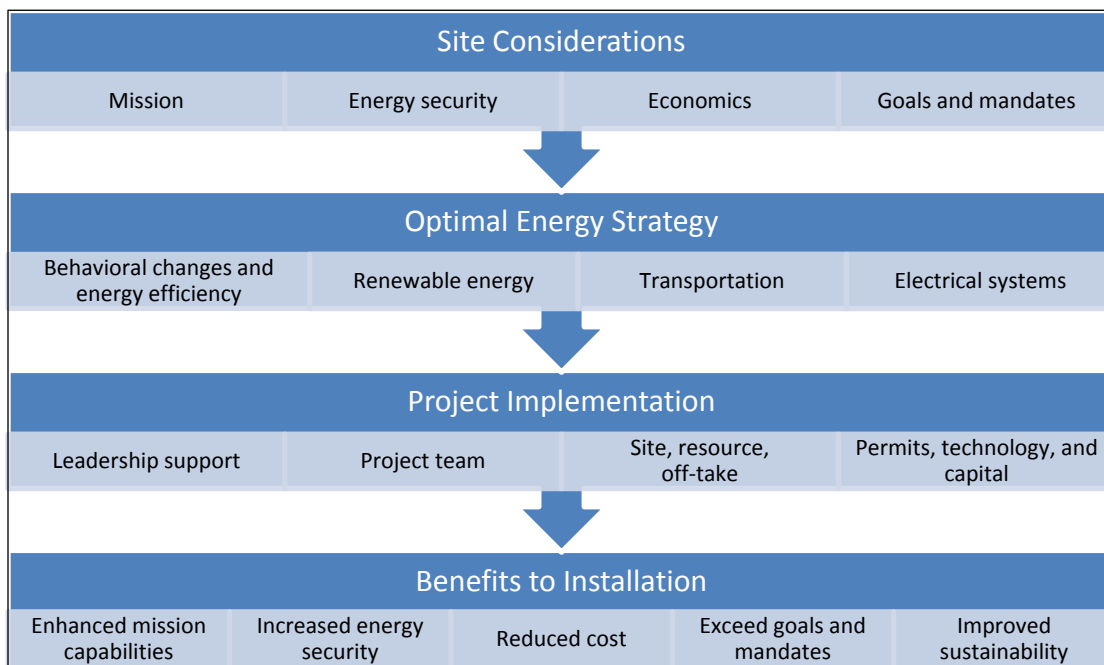 Site Considerations
Mission
Energy security
Economics
Goals and mandates
Optimal Energy Strategy
Behavioral changes and
energy efficiency
Renewable energy
Transportation
Electrical systems
Project Implementation
Leadership support
Project team
Site, resource,
off-take
Permits, technology, and
capital
Benefits to Installation
Enhanced mission
capabilities
Increased energy
security
Reduced cost
Exceed goals and
mandates
Improved
sustainability